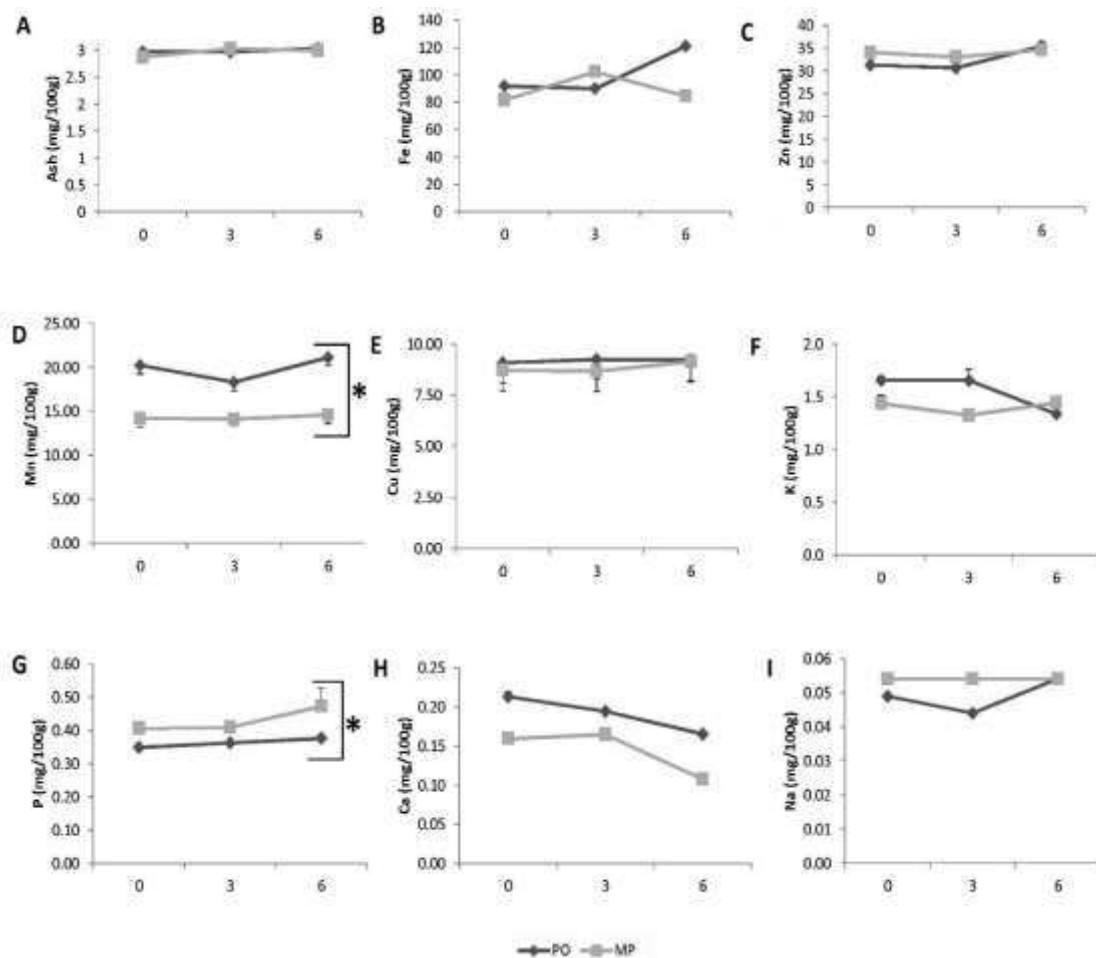 A
Ash (mg/100g)
3
2.5
2
1.5
1
0.5
0
0 3 6
B
Fe (mg/100g)
140
120
100
80
60
40
20
0
0 3 6
C
Zn (mg/100g)
40
35
30
25
20
15
10
5
0
0 3 6
D
Mn (mg/100g)
25.00
20.00
15.00
10.00
5.00
0.00
0 3 6
*
E
Cu (mg/100g)
10.00
7.50
5.00
2.50
0.00
0 3 6
F
K (mg/100g)
2.0
1.5
1.0
0.5
0.0
0 3 6
G
P (mg/100g)
0.60
0.50
0.40
0.30
0.20
0.10
0.00
0 3 6
*
H
Ca (mg/100g)
0.25
0.20
0.15
0.10
0.05
0.00
0 3 6
I
Na (mg/100g)
0.06
0.05
0.04
0.03
0.02
0.01
0.00
0 3 6
PO MP